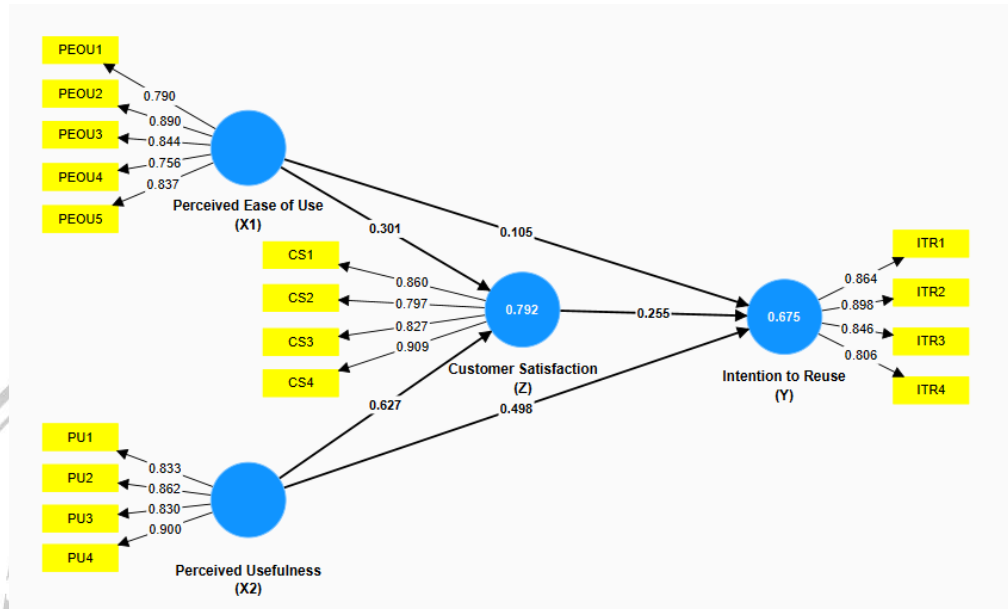 PEOU1
PEOU2
PEOU3
PEOU4
PEOU5
0.790
0.890
0.844
0.756
0.837
Perceived Ease of Use
(X1)
0.301
0.105
CS1
CS2
CS3
CS4
0.860
0.797
0.827
0.909
0.792
Customer Satisfaction
(Z)
0.255
0.675
Intention to Reuse
(Y)
0.864
0.898
0.846
0.806
ITR1
ITR2
ITR3
ITR4
0.627
0.498
PU1
PU2
PU3
PU4
0.833
0.862
0.830
0.900
Perceived Usefulness
(X2)